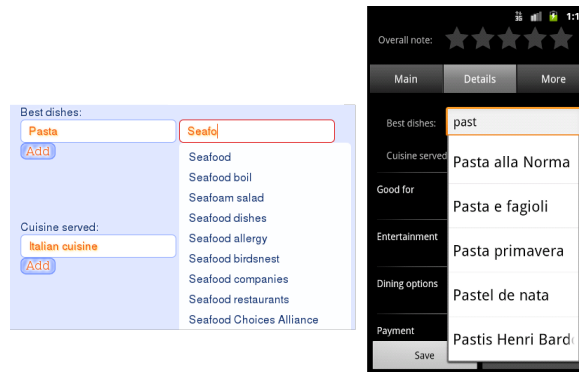 Best dishes:
Pasta
Seafo
Add
Seafood
Seafood boil
Seafoam salad
Seafood dishes
Seafood allergy
Seafood birdsnest
Seafood companies
Seafood restaurants
Seafood Choices Alliance
Cuisine served:
Italian cuisine
Add
3G
1:1
Overall note:
Main
Details
More
Best dishes:
past
Cuisine served
Pasta alla Norma
Pasta e fagioli
Pasta primavera
Pastel de nata
Pastis Henri Bard
Good for
Entertainment
Dining options
Payment
Save